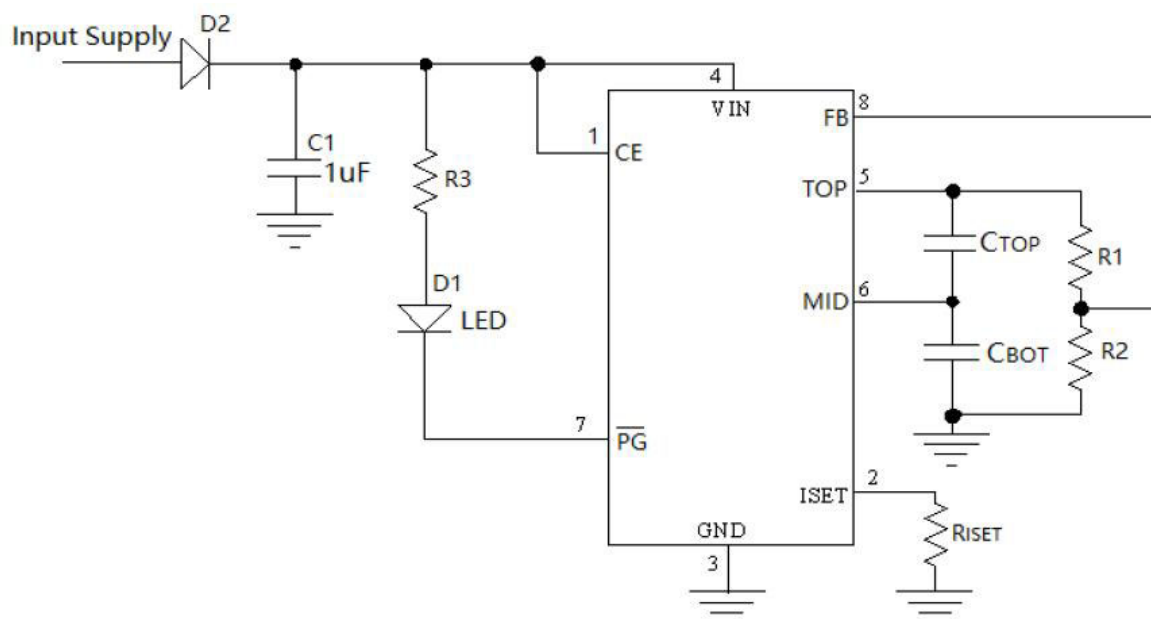 Input Supply
D2
4
VIN
8
FB
C1
1uF
1
CE
R3
5
TOP
CTOP
R1
D1
LED
6
MID
CBOT
R2
7
PG
2
ISET
RISET
GND
3